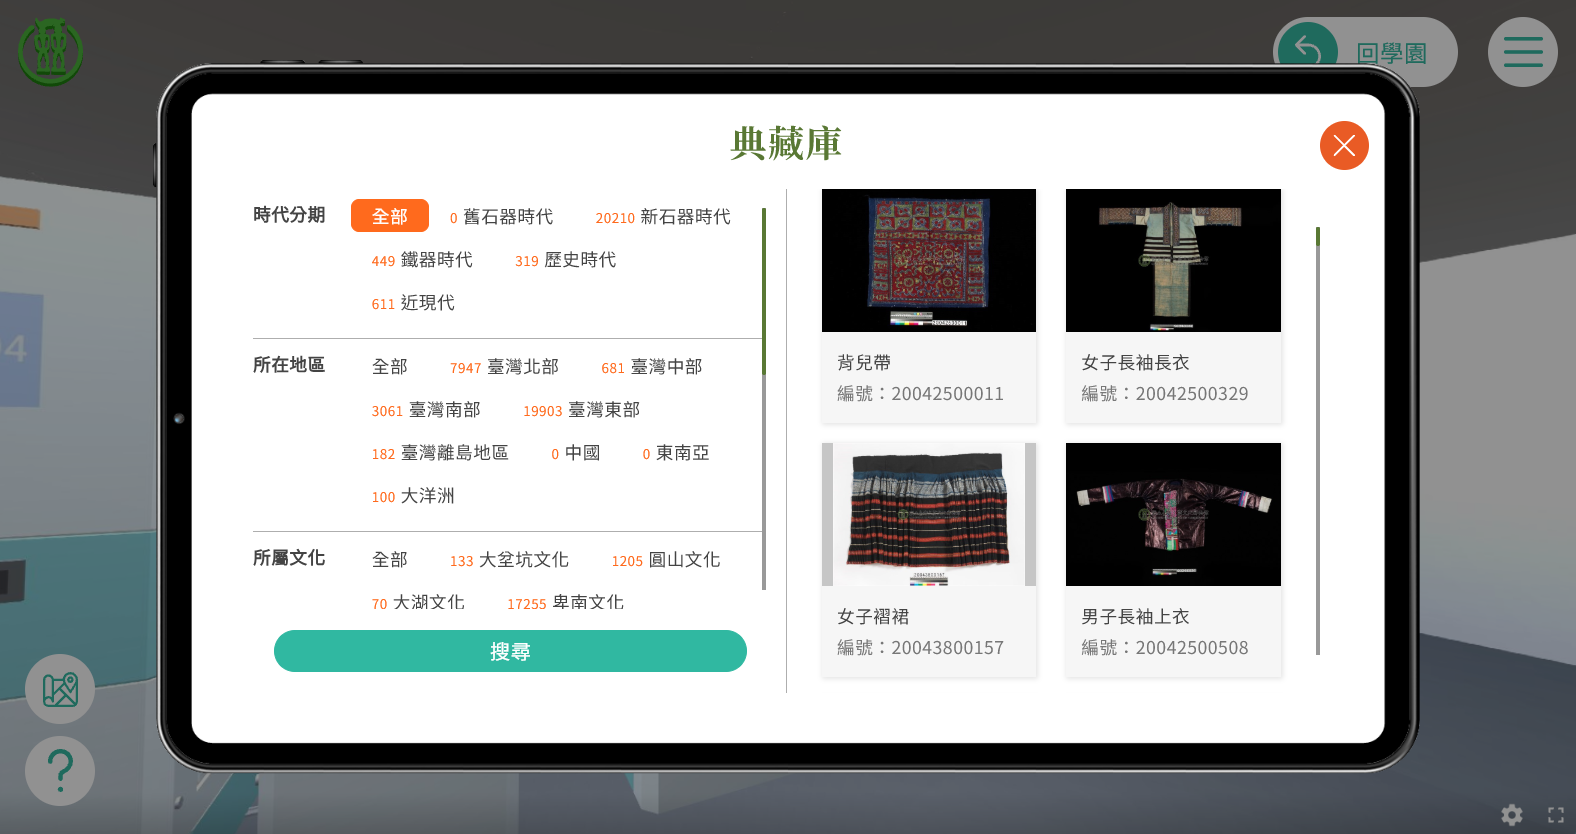 回學園
典藏庫
時代分期 全部 0 舊石器時代 20210 新石器時代
449 鐵器時代 319 歷史時代
611 近現代
所在地區 全部 7947 臺灣北部 681 臺灣中部
3061 臺灣南部 19903 臺灣東部
182 臺灣離島地區 0 中國 0 東南亞
100 大洋洲
所屬文化 全部 133 大坌坑文化 1205 圓山文化
70 大湖文化 17255 卑南文化
搜尋
背兒帶
編號：20042500011
女子長袖長衣
編號：20042500329
女子褶裙
編號：20043800157
男子長袖上衣
編號：20042500508